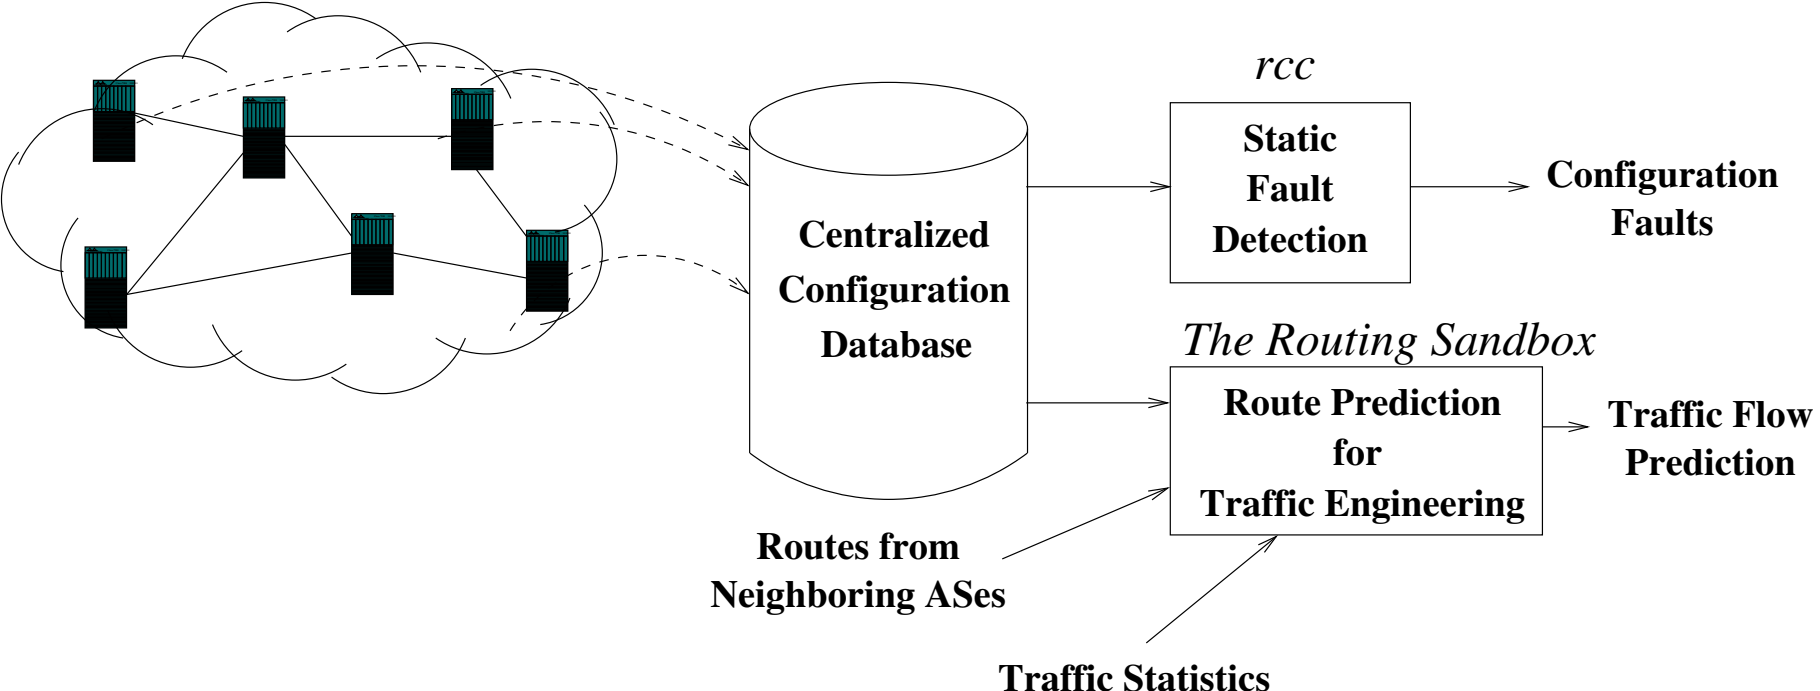 rcc
Static
Fault
Detection
Configuration
Faults
Centralized
Configuration
Database
The Routing Sandbox
Route Prediction
for
Traffic Engineering
Traffic Flow
Prediction
Routes from
Neighboring ASes
Traffic Statistics